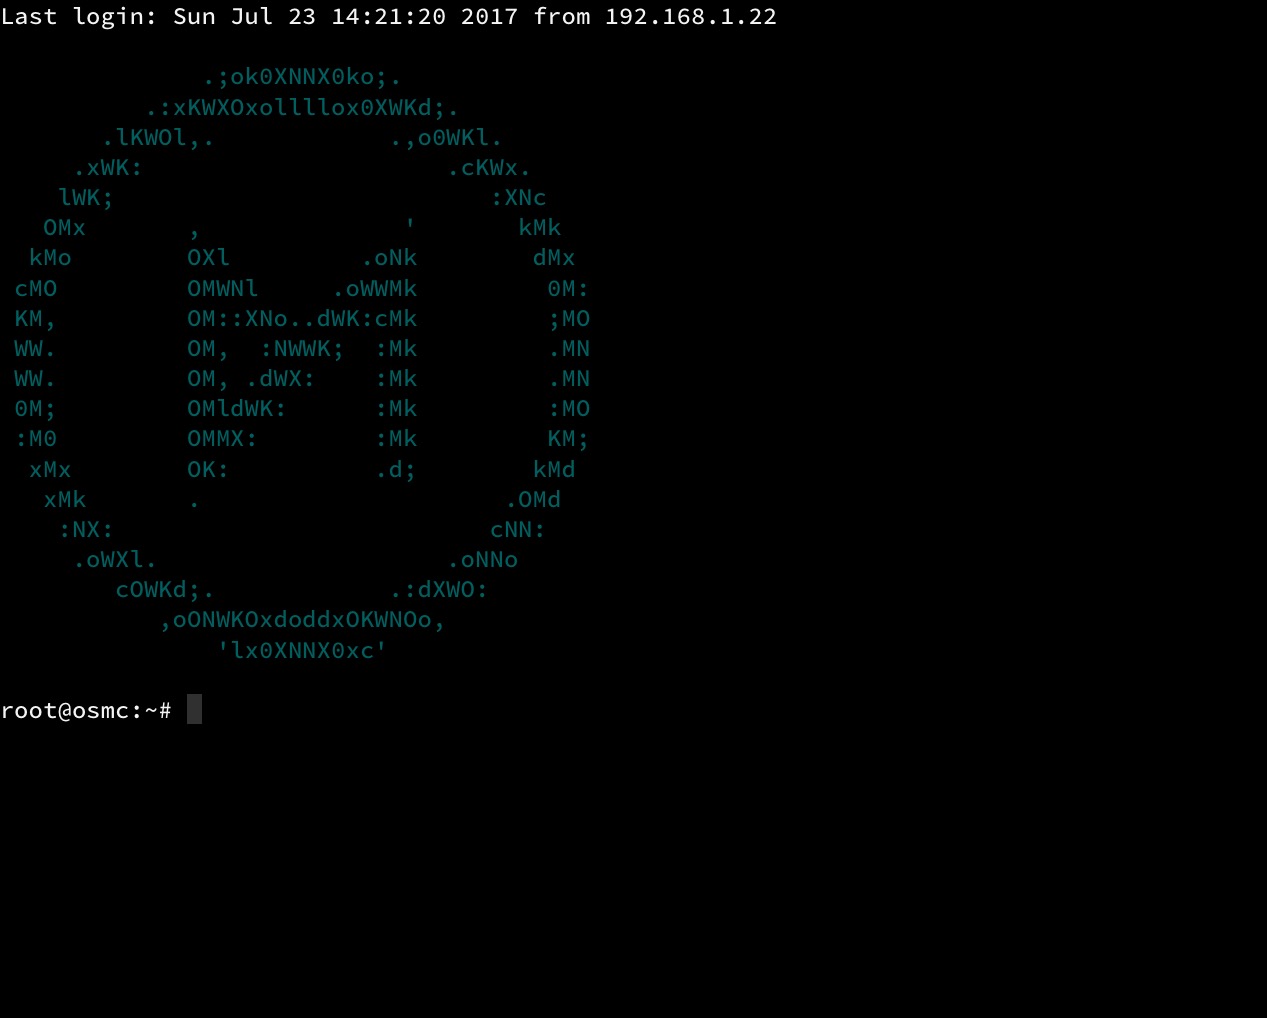 Last login: Sun Jul 23 14:21:20 2017 from 192.168.1.22

              .;ok0XNNX0ko;.
          .:xKWXOxolllllox0XWKd;.
       .lKWOl,.            .,o0WKl.
     .xWK:                     .cKWx.
    lWK;                          :XNc
   OMx       ,              '       kMk
  kMo        OXl         .oNk        dMx
 cMO         OMWNl     .oWWMk         0M:
 KM,         OM::XNo..dWK:cMk         ;MO
 WW.         OM,  :NWWK;  :Mk         .MN
 WW.         OM, .dWX:    :Mk         .MN
 0M;         OMldWK:      :Mk         :MO
 :M0         OMMX:        :Mk         KM;
  xMx        OK:          .d;        kMd
   xMk       .                     .OMd
    :NX:                          cNN:
     .oWXl.                    .oNNo
        cOWKd;.            .:dXWO:
           ,oONWKOxdoddxOKWNOo,
               'lx0XNNX0xc'

root@osmc:~#